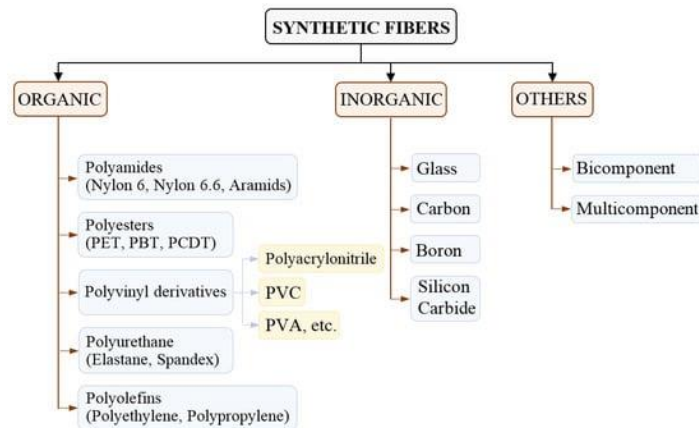 SYNTHETIC FIBERS
ORGANIC
Polyamides
(Nylon 6, Nylon 6.6, Aramids)
Polyesters
(PET, PBT, PCDT)
Polyvinyl derivatives
Polyacrylonitrile
PVC
PVA, etc.
Polyurethane
(Elastane, Spandex)
Polyolefins
(Polyethylene, Polypropylene)
INORGANIC
Glass
Carbon
Boron
Silicon
Carbide
OTHERS
Bicomponent
Multicomponent